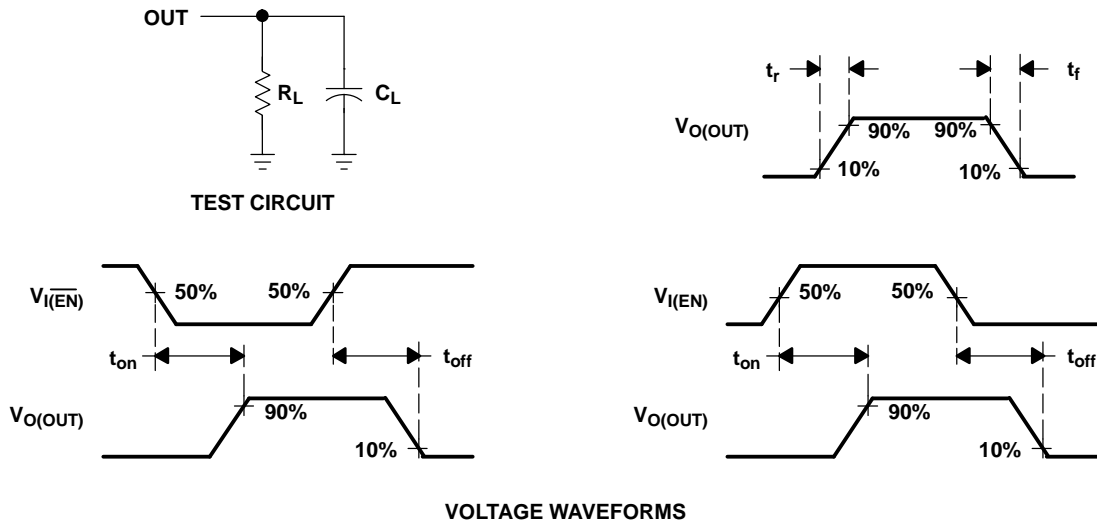 OUT
RL
CL
TEST CIRCUIT
tr
tf
VO(OUT)
90%
90%
10%
10%
VI(E̅N̅)
50%
50%
ton
toff
VO(OUT)
90%
10%
VI(EN)
50%
50%
ton
toff
VO(OUT)
90%
10%
VOLTAGE WAVEFORMS